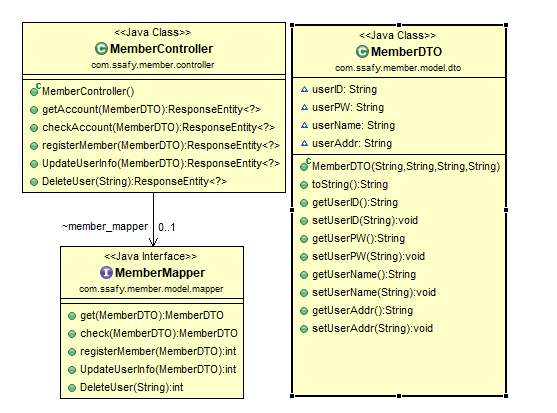 <<Java Class>>
C MemberController
com.ssafy.member.controller
C MemberController()
getAccount(MemberDTO):ResponseEntity<?>
checkAccount(MemberDTO):ResponseEntity<?>
registerMember(MemberDTO):ResponseEntity<?>
UpdateUserInfo(MemberDTO):ResponseEntity<?>
DeleteUser(String):ResponseEntity<?>
~member_mapper
0..1
<<Java Interface>>
I MemberMapper
com.ssafy.member.model.mapper
get(MemberDTO):MemberDTO
check(MemberDTO):MemberDTO
registerMember(MemberDTO):int
UpdateUserInfo(MemberDTO):int
DeleteUser(String):int
<<Java Class>>
C MemberDTO
com.ssafy.member.model.dto
userID: String
userPW: String
userName: String
userAddr: String
C MemberDTO(String,String,String,String)
toString():String
getUserID():String
setUserID(String):void
getUserPW():String
setUserPW(String):void
getUserName():String
setUserName(String):void
getUserAddr():String
setUserAddr(String):void